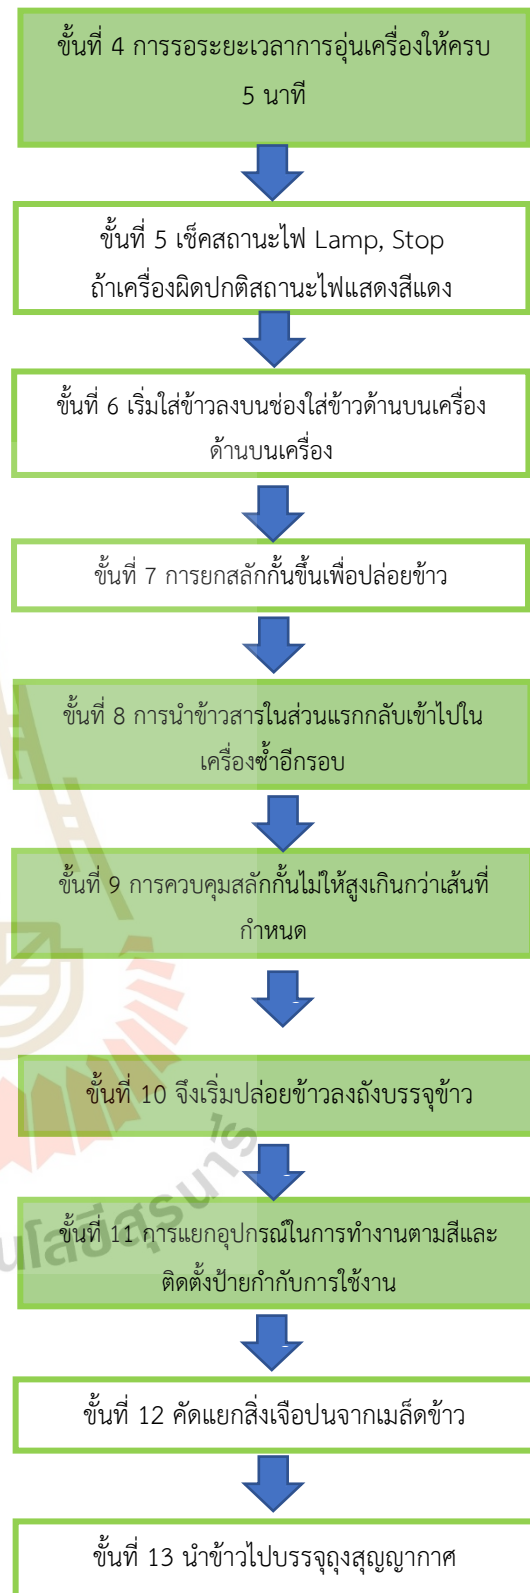 ขั้นที่ 4 การรอระยะเวลาการอุ่นเครื่องให้ครบ
5 นาที
ขั้นที่ 5 เช็คสถานะไฟ Lamp, Stop
ถ้าเครื่องผิดปกติสถานะไฟแสดงสีแดง
ขั้นที่ 6 เริ่มใส่ข้าวลงบนช่องใส่ข้าวด้านบนเครื่อง
ด้านบนเครื่อง
ขั้นที่ 7 การยกสลักกั้นขึ้นเพื่อปล่อยข้าว
ขั้นที่ 8 การนำข้าวสารในส่วนแรกกลับเข้าไปใน
เครื่องซ้ำอีกรอบ
ขั้นที่ 9 การควบคุมสลักกั้นไม่ให้สูงเกินกว่าเส้นที่
กำหนด
ขั้นที่ 10 จึงเริ่มปล่อยข้าวลงถังบรรจุข้าว
นโลยีสุรนารี
ขั้นที่ 11 การแยกอุปกรณ์ในการทำงานตามสีและ
ติดตั้งป้ายกำกับการใช้งาน
ขั้นที่ 12 คัดแยกสิ่งเจือปนจากเมล็ดข้าว
ขั้นที่ 13 นำข้าวไปบรรจุถุงสุญญากาศ